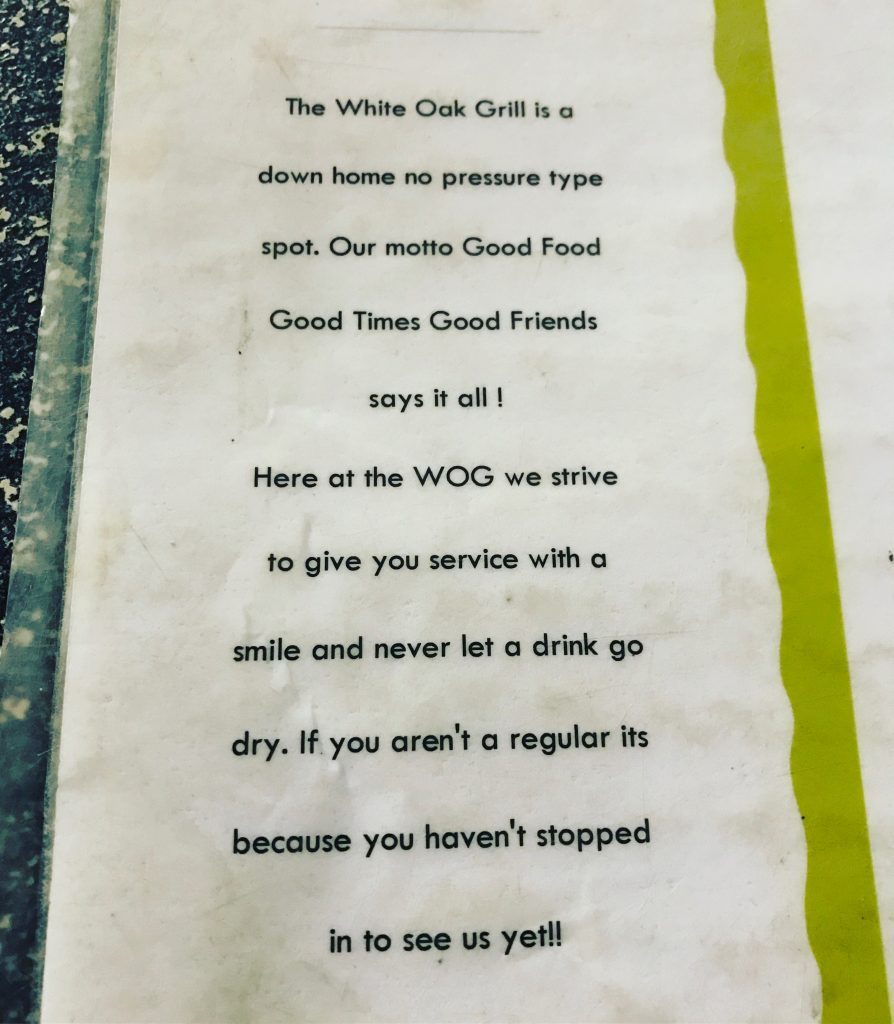 The White Oak Grill is a
down home no pressure type
spot. Our motto Good Food
Good Times Good Friends
says it all !
Here at the WOG we strive
to give you service with a
smile and never let a drink go
dry. If you aren't a regular its
because you haven't stopped
in to see us yet!!